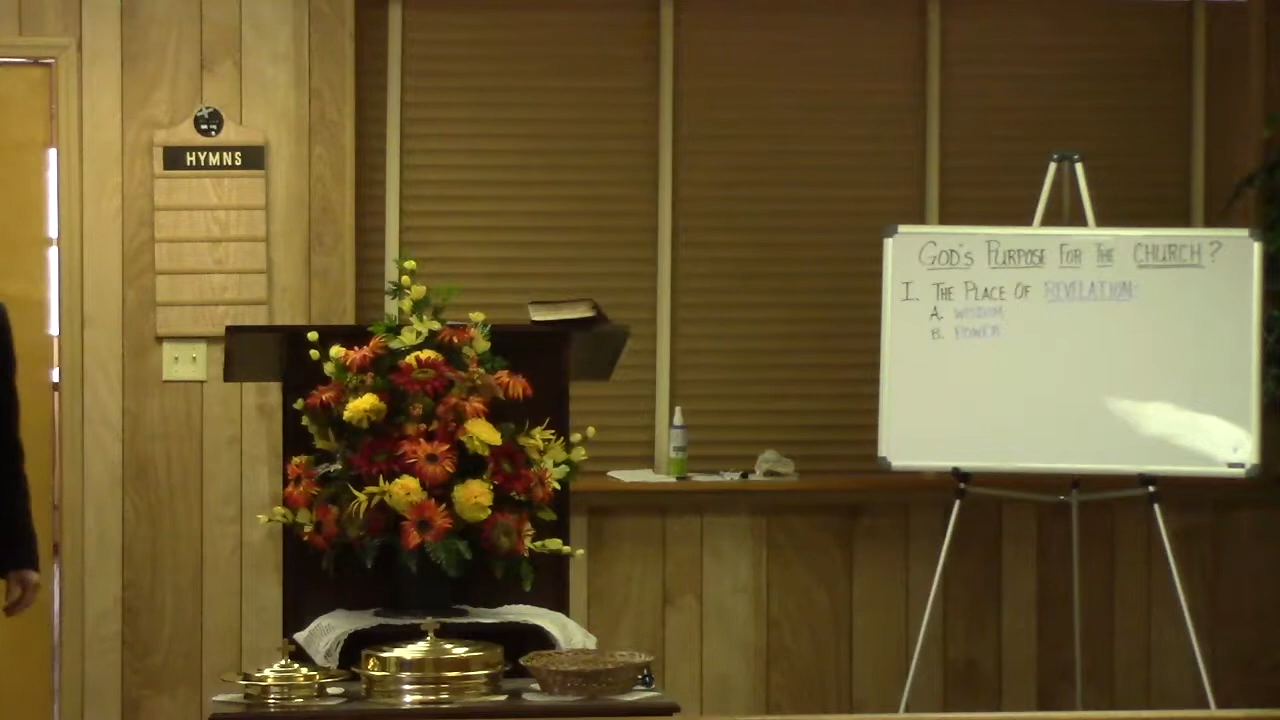 HYMNS
GOD'S PURPOSE FOR THE CHURCH?
I. THE PLACE OF REVELATION:
A. WISDOM
B. POWER